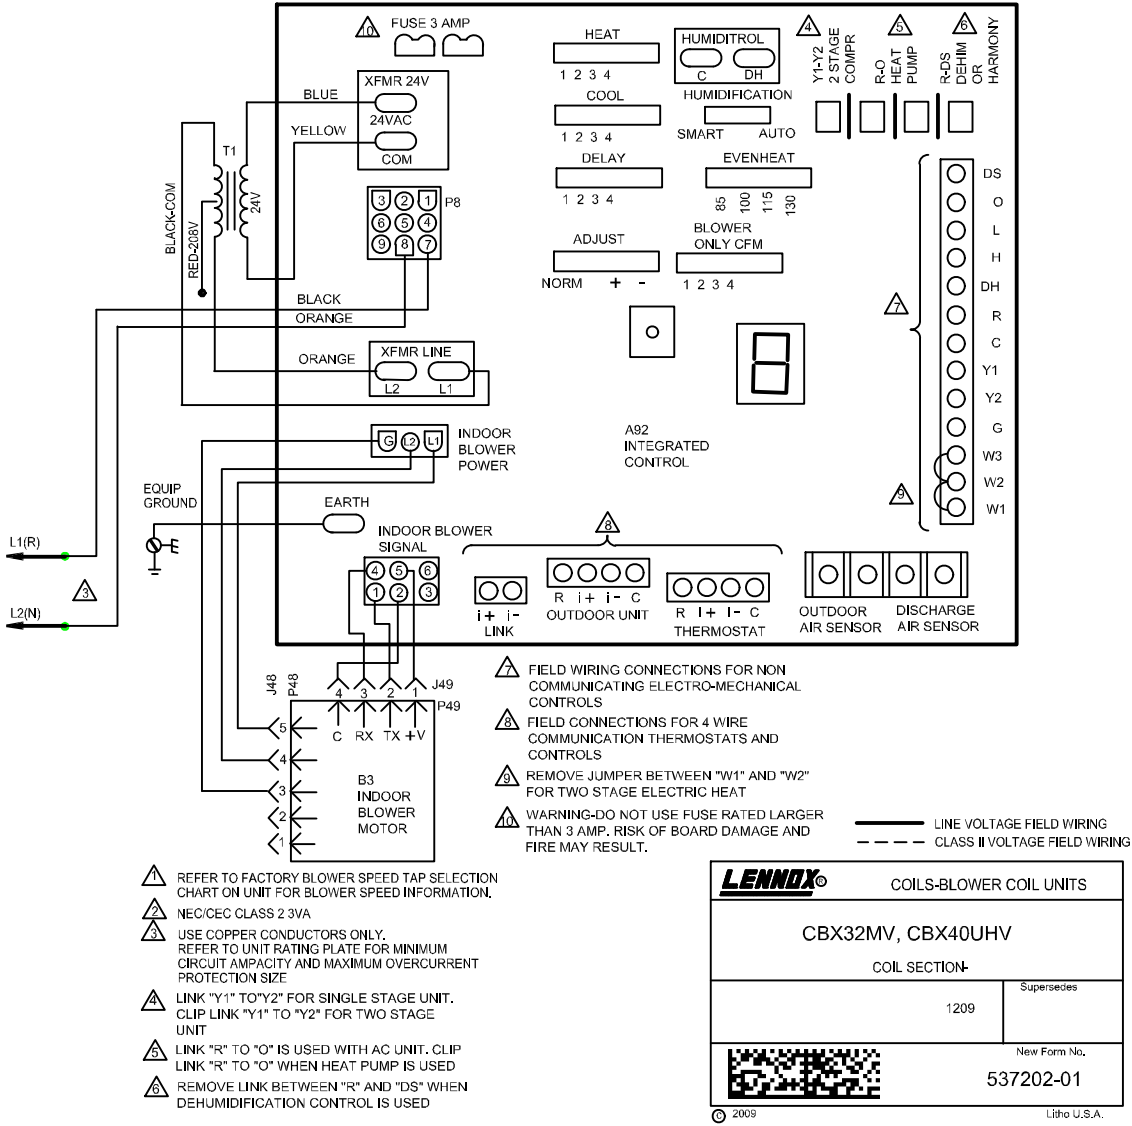 10 FUSE 3 AMP
HEAT
1 2 3 4
COOL
1 2 3 4
DELAY
1 2 3 4
ADJUST
NORM + -
HUMIDITROL
C DH
HUMIDIFICATION
SMART AUTO
EVENHEAT
85 100 115 130
BLOWER
ONLY CFM
1 2 3 4
4
Y1-Y2
2 STAGE
COMPR
5
R-O
HEAT
PUMP
6
R-DS
DEHIM
OR
HARMONY
XFMR 24V
24VAC
COM
BLUE
YELLOW
T1
24V
BLACK-COM
RED-208V
3 2 1
6 5 4
9 8 7
P8
BLACK
ORANGE
ORANGE
XFMR LINE
L2 L1
G L2 L1
INDOOR
BLOWER
POWER
EQUIP
GROUND
EARTH
L1(R)
3
L2(N)
INDOOR BLOWER
SIGNAL
4 5 6
1 2 3
A92
INTEGRATED
CONTROL
7
DS
O
L
H
DH
R
C
Y1
Y2
G
W3
W2
W1
9
8
i+ i-
LINK
R i+ i- C
OUTDOOR UNIT
R I+ I- C
THERMOSTAT
OUTDOOR
AIR SENSOR
DISCHARGE
AIR SENSOR
J48
P48
4 3 2 1
J49
P49
C RX TX +V
5
4
3
2
1
B3
INDOOR
BLOWER
MOTOR
7 FIELD WIRING CONNECTIONS FOR NON
COMMUNICATING ELECTRO-MECHANICAL
CONTROLS
8 FIELD CONNECTIONS FOR 4 WIRE
COMMUNICATION THERMOSTATS AND
CONTROLS
9 REMOVE JUMPER BETWEEN "W1" AND "W2"
FOR TWO STAGE ELECTRIC HEAT
10 WARNING-DO NOT USE FUSE RATED LARGER
THAN 3 AMP. RISK OF BOARD DAMAGE AND
FIRE MAY RESULT.
LINE VOLTAGE FIELD WIRING
CLASS II VOLTAGE FIELD WIRING
1 REFER TO FACTORY BLOWER SPEED TAP SELECTION
CHART ON UNIT FOR BLOWER SPEED INFORMATION.
2 NEC/CEC CLASS 2 3VA
3 USE COPPER CONDUCTORS ONLY.
REFER TO UNIT RATING PLATE FOR MINIMUM
CIRCUIT AMPACITY AND MAXIMUM OVERCURRENT
PROTECTION SIZE
4 LINK "Y1" TO"Y2" FOR SINGLE STAGE UNIT.
CLIP LINK "Y1" TO "Y2" FOR TWO STAGE
UNIT
5 LINK "R" TO "O" IS USED WITH AC UNIT. CLIP
LINK "R" TO "O" WHEN HEAT PUMP IS USED
6 REMOVE LINK BETWEEN "R" AND "DS" WHEN
DEHUMIDIFICATION CONTROL IS USED
LENNOX® COILS-BLOWER COIL UNITS
CBX32MV, CBX40UHV
COIL SECTION-
Supersedes
1209
New Form No.
537202-01
© 2009 Litho U.S.A.